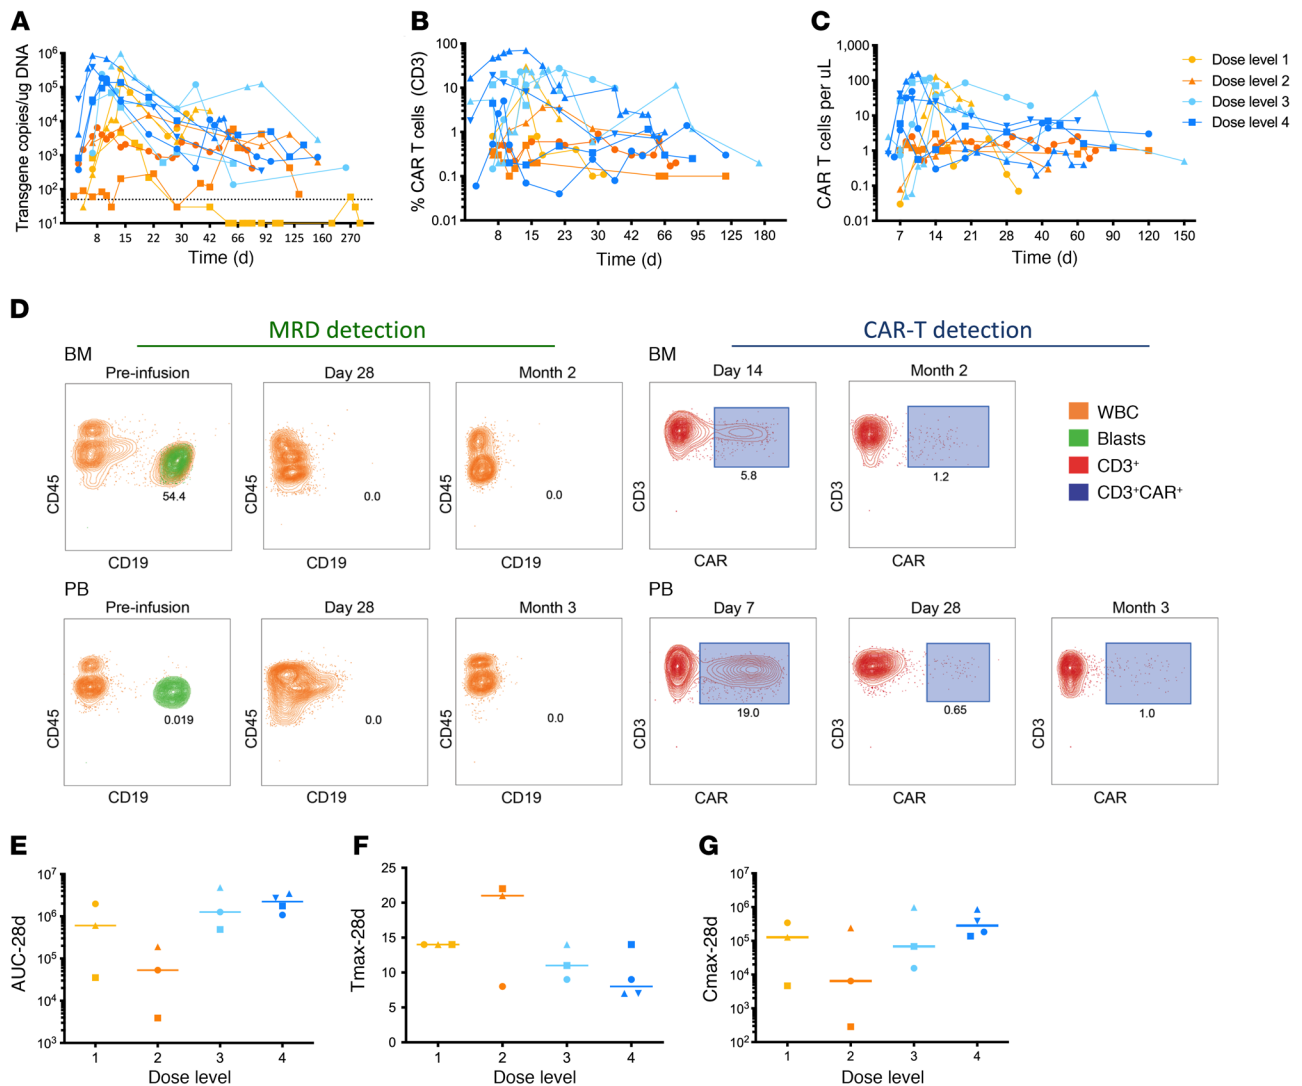 A
Transgene copies/ug DNA
10⁶
10⁵
10⁴
10³
10²
10¹
8 15 22 30 42 66 92 125 160 270
Time (d)
B
% CAR T cells (CD3)
100
10
1
0.1
0.01
8 15 23 30 42 66 95 125 180
Time (d)
C
CAR T cells per uL
1,000
100
10
1
0.1
0.01
7 14 21 28 40 60 90 120 150
Time (d)
Dose level 1
Dose level 2
Dose level 3
Dose level 4
D
MRD detection
BM
Pre-infusion
CD45
54.4
CD19
Day 28
CD45
0.0
CD19
Month 2
CD45
0.0
CD19
CAR-T detection
BM
Day 14
CD3
5.8
CAR
Month 2
CD3
1.2
CAR
WBC
Blasts
CD3⁺
CD3⁺CAR⁺
PB
Pre-infusion
CD45
0.019
CD19
Day 28
CD45
0.0
CD19
Month 3
CD45
0.0
CD19
PB
Day 7
CD3
19.0
CAR
Day 28
CD3
0.65
CAR
Month 3
CD3
1.0
CAR
E
AUC-28d
10⁷
10⁶
10⁵
10⁴
10³
1 2 3 4
Dose level
F
Tmax-28d
25
20
15
10
5
0
1 2 3 4
Dose level
G
Cmax-28d
10⁷
10⁶
10⁵
10⁴
10³
10²
1 2 3 4
Dose level